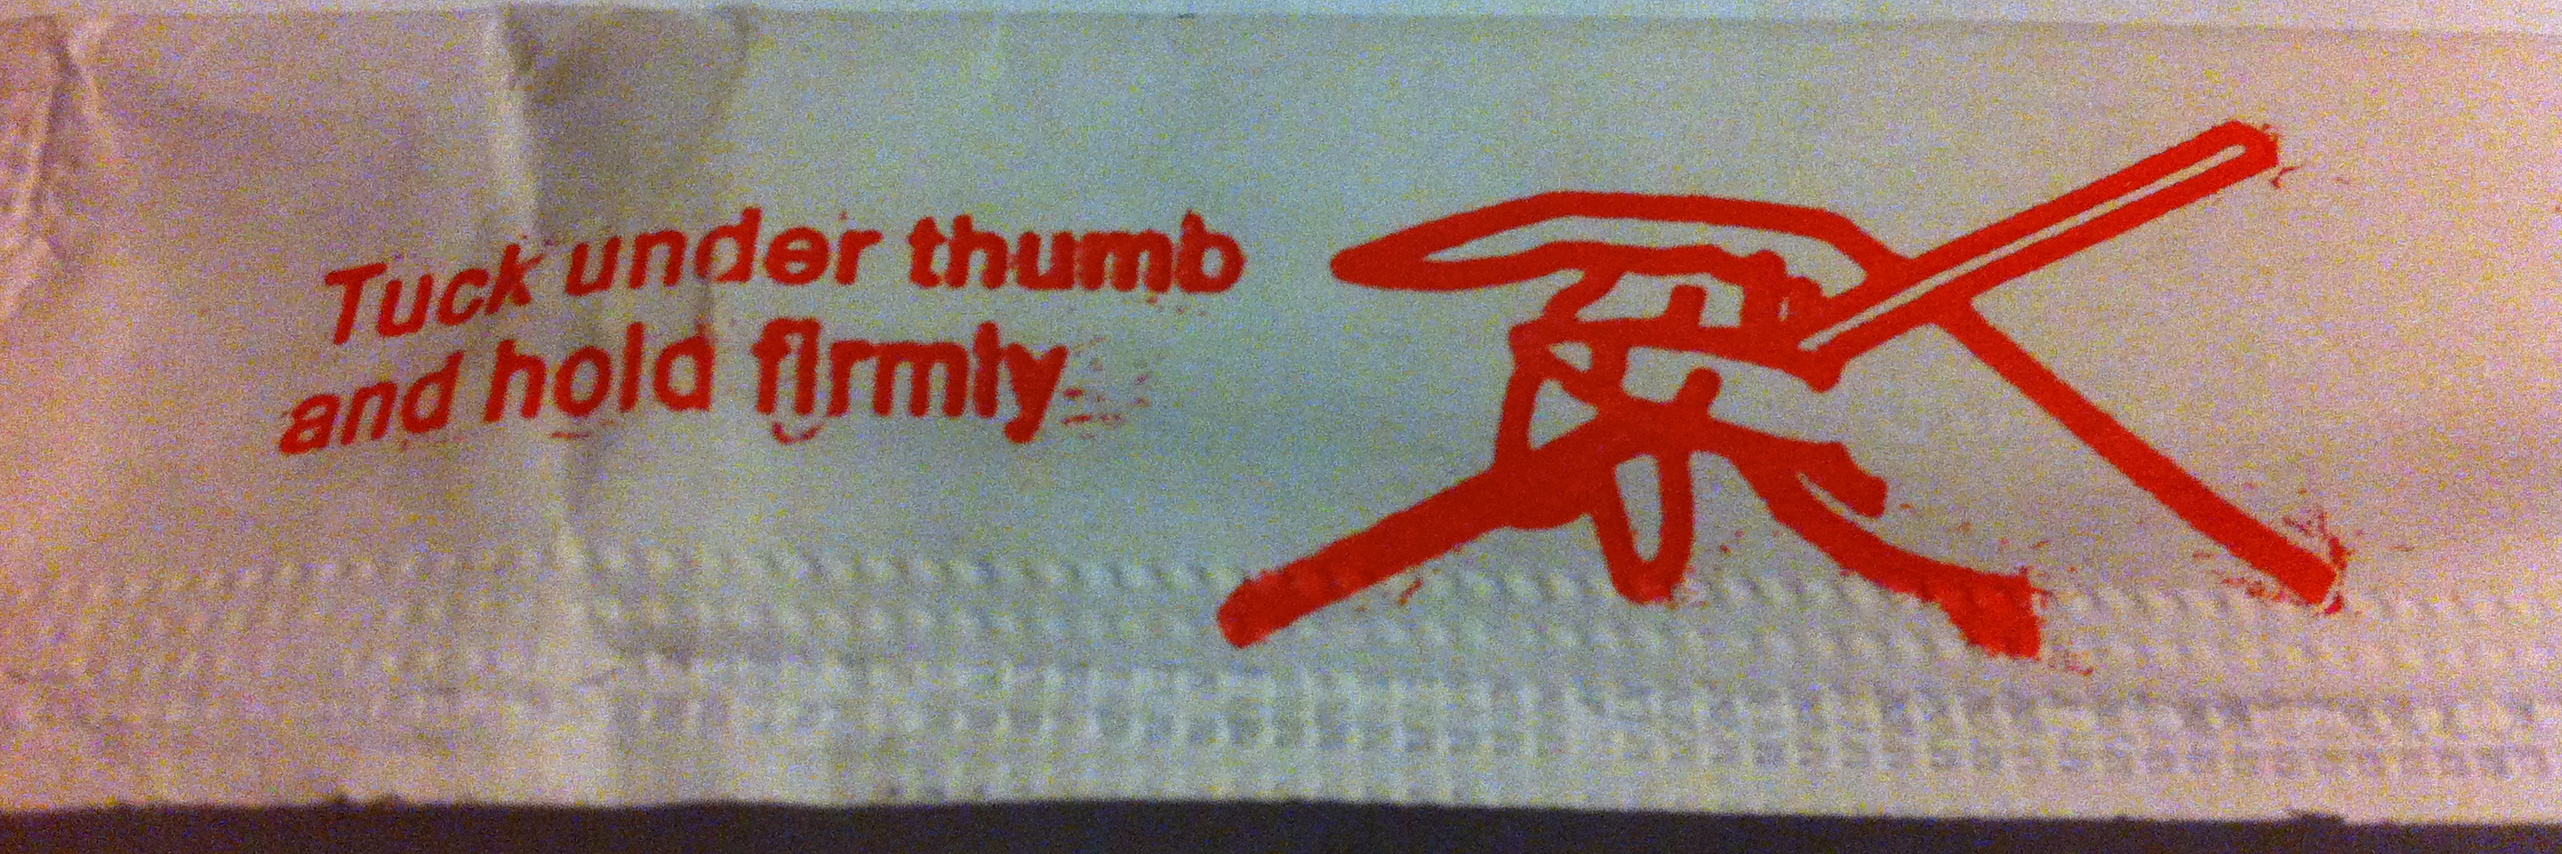 Tuck under thumb
and hold firmly